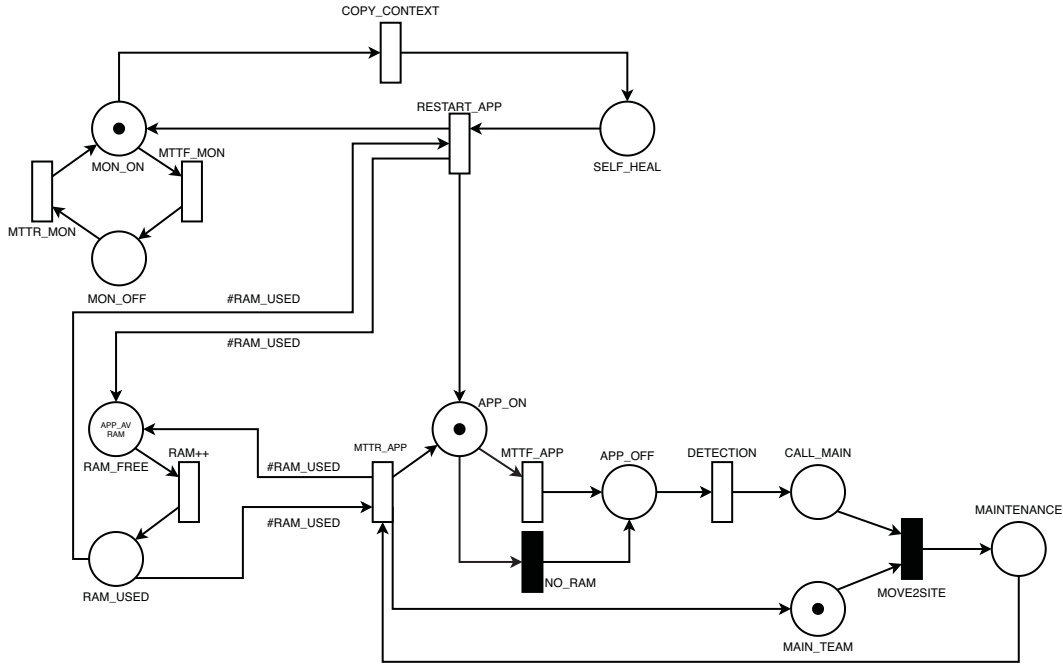 COPY_CONTEXT
RESTART_APP
MTTF_MON
MON_ON
SELF_HEAL
MTTR_MON
MON_OFF
#RAM_USED
#RAM_USED
APP_ON
APP_AV
RAM
MTTR_APP
RAM++
MTTF_APP
APP_OFF
DETECTION
CALL_MAIN
RAM_FREE
#RAM_USED
MAINTENANCE
#RAM_USED
NO_RAM
MOVE2SITE
RAM_USED
MAIN_TEAM